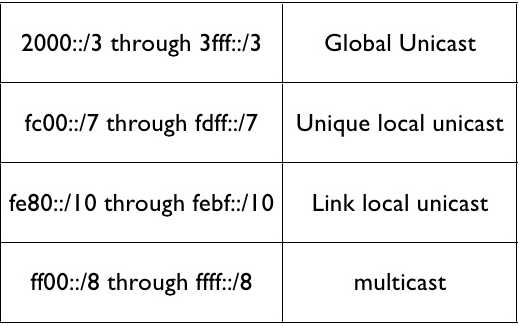 2000::/3 through 3fff::/3 Global Unicast
fc00::/7 through fdff::/7 Unique local unicast
fe80::/10 through febf::/10 Link local unicast
ff00::/8 through ffff::/8 multicast